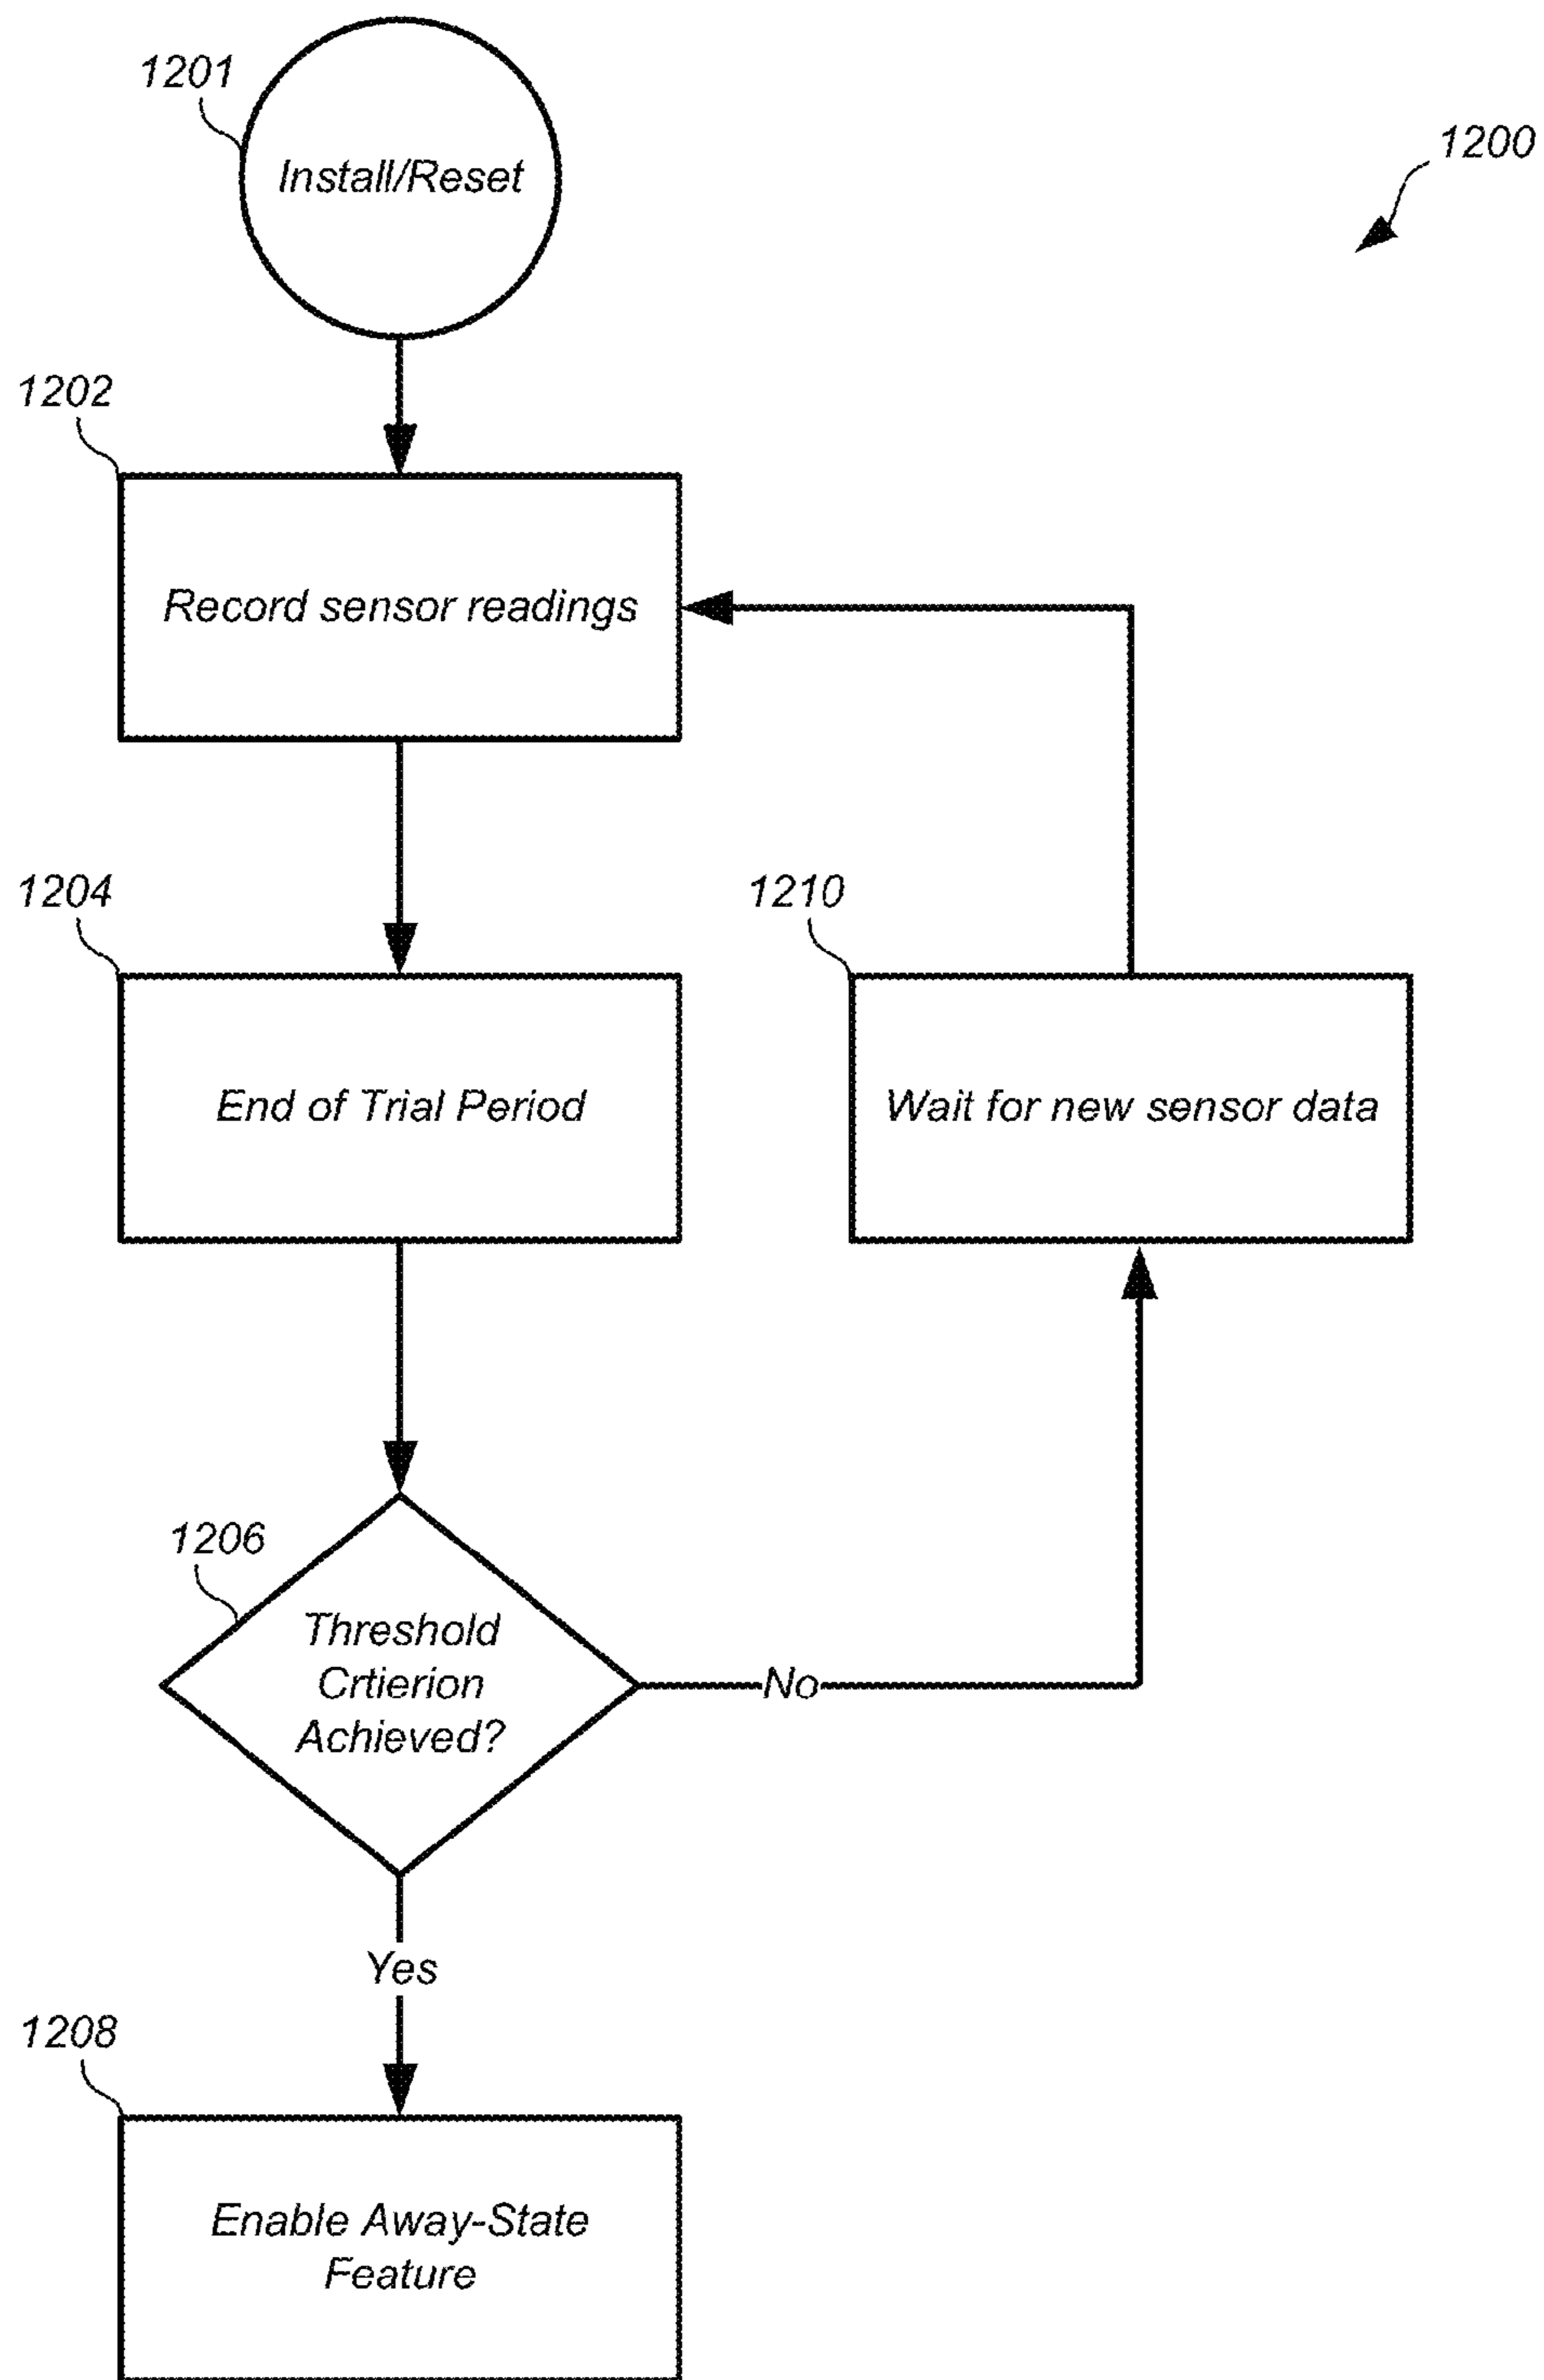 1201
Install/Reset
1200
1202
Record sensor readings
1204
End of Trial Period
1210
Wait for new sensor data
1206
Threshold
Crtierion
Achieved?
No
Yes
1208
Enable Away-State
Feature